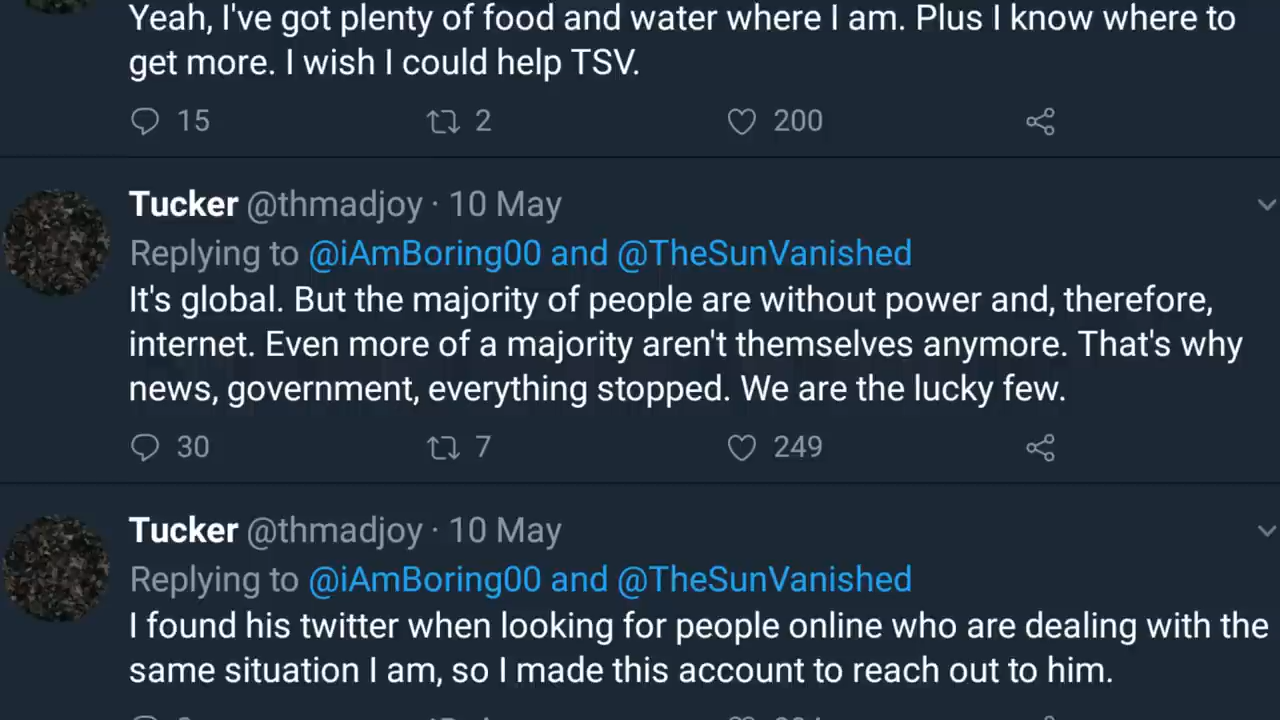 Yeah, I've got plenty of food and water where I am. Plus I know where to
get more. I wish I could help TSV.
15 2 200
Tucker @thmadjoy · 10 May
Replying to @iAmBoring00 and @TheSunVanished
It's global. But the majority of people are without power and, therefore,
internet. Even more of a majority aren't themselves anymore. That's why
news, government, everything stopped. We are the lucky few.
30 7 249
Tucker @thmadjoy · 10 May
Replying to @iAmBoring00 and @TheSunVanished
I found his twitter when looking for people online who are dealing with the
same situation I am, so I made this account to reach out to him.